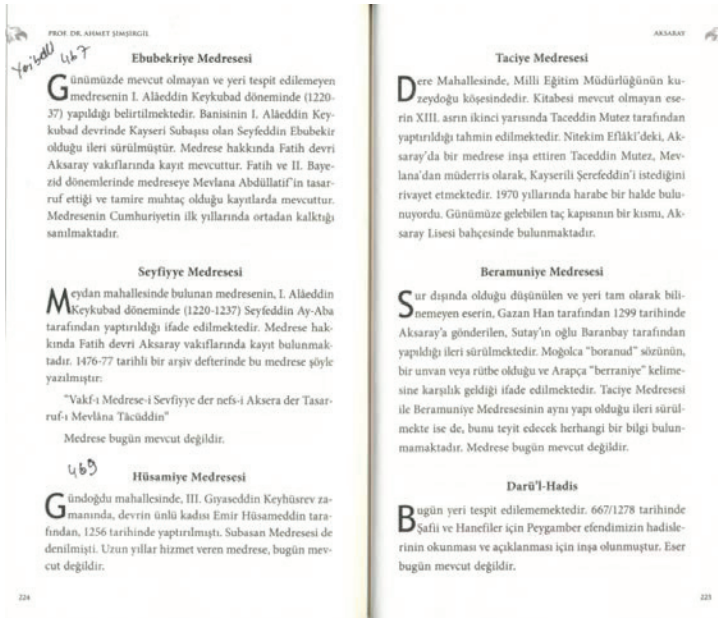 PROF. DR. AHMET ŞİMŞİRGİL
467
Ebubekriye Medresesi
Günümüzde mevcut olmayan ve yeri tespit edilemeyen
medresenin I. Alâeddin Keykubad döneminde (1220-
37) yapıldığı belirtilmektedir. Banisinin I. Alâeddin Key-
kubad devrinde Kayseri Subaşısı olan Seyfeddin Ebubekir
olduğu ileri sürülmüştür. Medrese hakkında Fatih devri
Aksaray vakıflarında kayıt mevcuttur. Fatih ve II. Baye-
zid dönemlerinde medreseye Mevlana Abdüllatif'in tasar-
ruf ettiği ve tamire muhtaç olduğu kayıtlarda mevcuttur.
Medresenin Cumhuriyetin ilk yıllarında ortadan kalktığı
sanılmaktadır.
Seyfiyye Medresesi
Meydan mahallesinde bulunan medresenin, I. Alâeddin
Keykubad döneminde (1220-1237) Seyfeddin Ay-Aba
tarafından yaptırıldığı ifade edilmektedir. Medrese hak-
kında Fatih devri Aksaray vakıflarında kayıt bulunmak-
tadır. 1476-77 tarihli bir arşiv defterinde bu medrese şöyle
yazılmıştır:
"Vakf-ı Medrese-i Seyfiyye der nefs-i Aksera der Tasar-
ruf-ı Mevlâna Tâcüddin"
Medrese bugün mevcut değildir.
469
Hüsamiye Medresesi
Gündoğdu mahallesinde, III. Gıyaseddin Keyhüsrev za-
manında, devrin ünlü kadısı Emir Hüsameddin tara-
fından, 1256 tarihinde yaptırılmıştı. Subasan Medresesi de
denilmişti. Uzun yıllar hizmet veren medrese, bugün mev-
cut değildir.
224
AKSARAY
Taciye Medresesi
Dere Mahallesinde, Milli Eğitim Müdürlüğünün ku-
zeydoğu köşesindedir. Kitabesi mevcut olmayan ese-
rin XIII. asrın ikinci yarısında Taceddin Mutez tarafından
yaptırıldığı tahmin edilmektedir. Nitekim Eflâkî'deki, Ak-
saray'da bir medrese inşa ettiren Taceddin Mutez, Mev-
lana'dan müderris olarak, Kayserili Şerefeddin'i istediğini
rivayet etmektedir. 1970 yıllarında harabe bir halde bulu-
nuyordu. Günümüze gelebilen taç kapısının bir kısmı, Ak-
saray Lisesi bahçesinde bulunmaktadır.
Beramuniye Medresesi
Sur dışında olduğu düşünülen ve yeri tam olarak bili-
nemeyen eserin, Gazan Han tarafından 1299 tarihinde
Aksaray'a gönderilen, Sutay'ın oğlu Baranbay tarafından
yapıldığı ileri sürülmektedir. Moğolca "boranud" sözünün,
bir unvan veya rütbe olduğu ve Arapça "berraniye" kelime-
sine karşılık geldiği ifade edilmektedir. Taciye Medresesi
ile Beramuniye Medresesinin aynı yapı olduğu ileri sürül-
mekte ise de, bunu teyit edecek herhangi bir bilgi bulun-
mamaktadır. Medrese bugün mevcut değildir.
Darü'l-Hadis
Bugün yeri tespit edilememektedir. 667/1278 tarihinde
Şafii ve Hanefiler için Peygamber efendimizin hadisle-
rinin okunması ve açıklanması için inşa olunmuştur. Eser
bugün mevcut değildir.
225